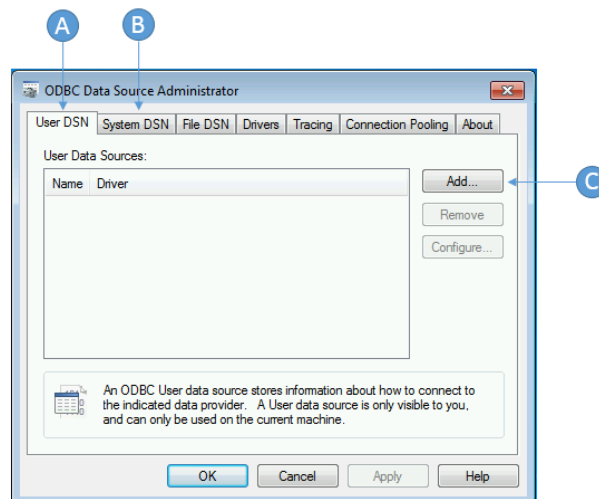 A
B
ODBC Data Source Administrator
User DSN System DSN File DSN Drivers Tracing Connection Pooling About
User Data Sources:
Name Driver
Add...
C
Remove
Configure...
An ODBC User data source stores information about how to connect to
the indicated data provider. A User data source is only visible to you,
and can only be used on the current machine.
OK Cancel Apply Help